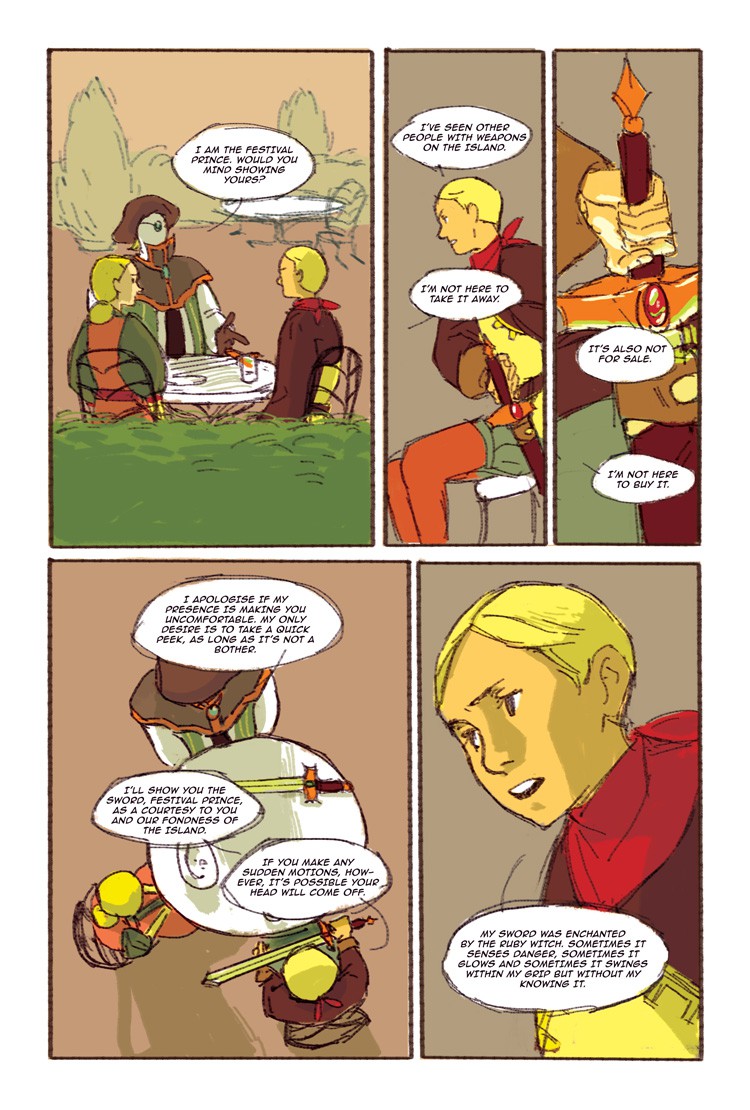 I AM THE FESTIVAL
PRINCE. WOULD YOU
MIND SHOWING
YOURS?
I'VE SEEN OTHER
PEOPLE WITH WEAPONS
ON THE ISLAND.
I'M NOT HERE TO
TAKE IT AWAY.
IT'S ALSO NOT
FOR SALE.
I'M NOT HERE
TO BUY IT.
I APOLOGISE IF MY
PRESENCE IS MAKING YOU
UNCOMFORTABLE. MY ONLY
DESIRE IS TO TAKE A QUICK
PEEK, AS LONG AS IT'S NOT A
BOTHER.
I'LL SHOW YOU THE
SWORD, FESTIVAL PRINCE,
AS A COURTESY TO YOU
AND OUR FONDNESS OF
THE ISLAND.
IF YOU MAKE ANY
SUDDEN MOTIONS, HOW-
EVER, IT'S POSSIBLE YOUR
HEAD WILL COME OFF.
MY SWORD WAS ENCHANTED
BY THE RUBY WITCH. SOMETIMES IT
SENSES DANGER, SOMETIMES IT
GLOWS AND SOMETIMES IT SWINGS
WITHIN MY GRIP BUT WITHOUT MY
KNOWING IT.